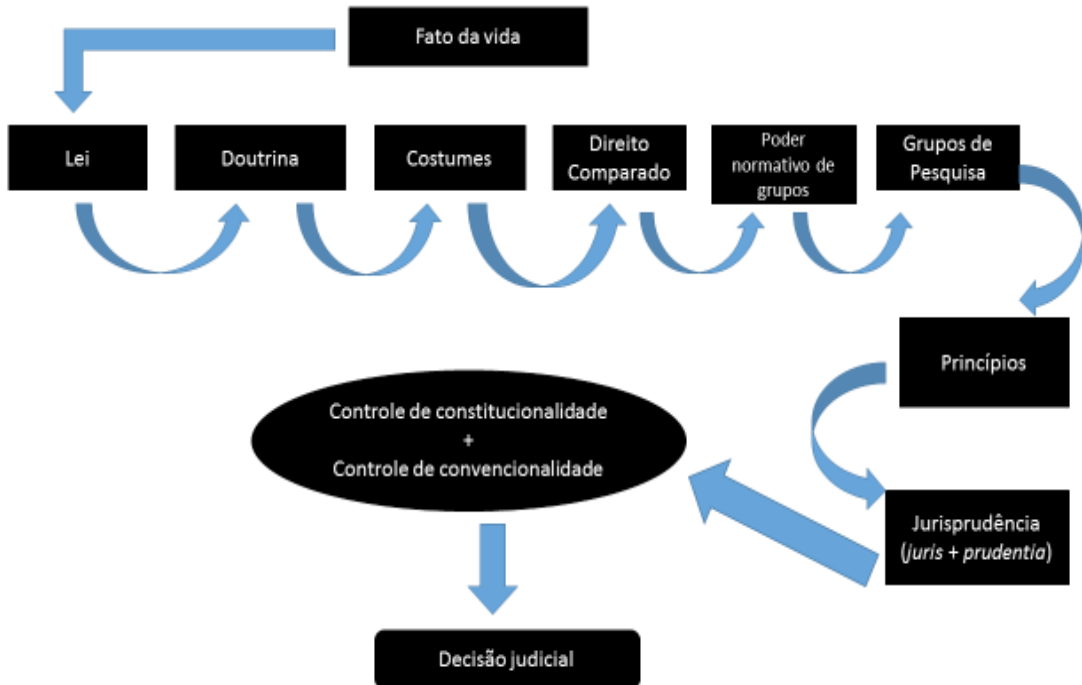 Fato da vida
Lei
Doutrina
Costumes
Direito
Comparado
Poder
normativo de
grupos
Grupos de
Pesquisa
Princípios
Jurisprudência
(juris + prudentia)
Controle de constitucionalidade
+
Controle de convencionalidade
Decisão judicial